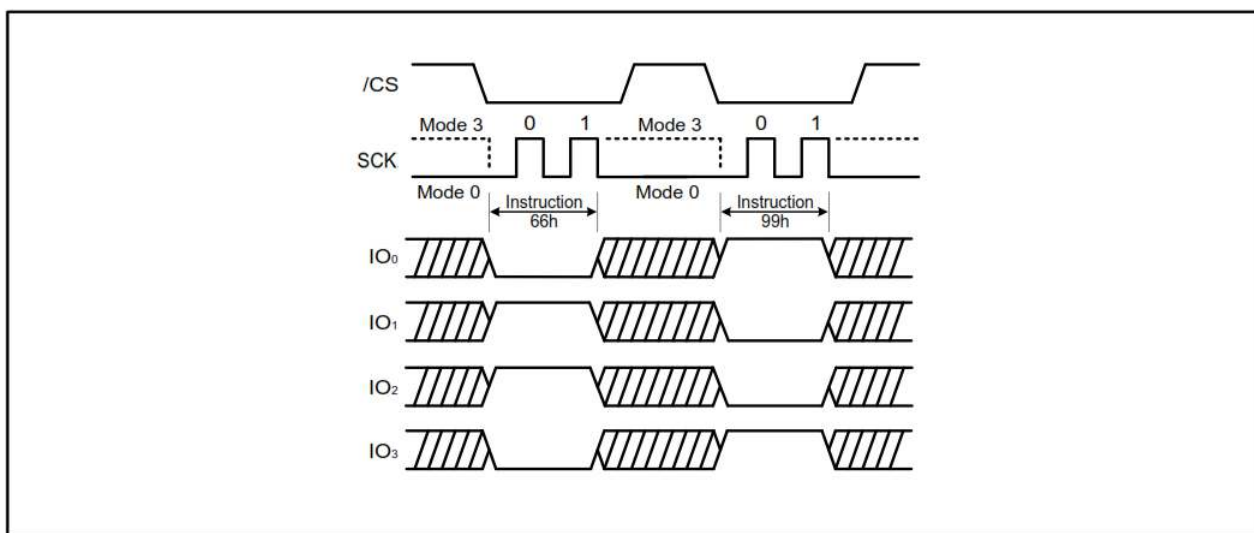 /CS
Mode 3 0 1 Mode 3 0 1
SCK
Mode 0 Mode 0
Instruction Instruction
66h 99h
IO₀
IO₁
IO₂
IO₃